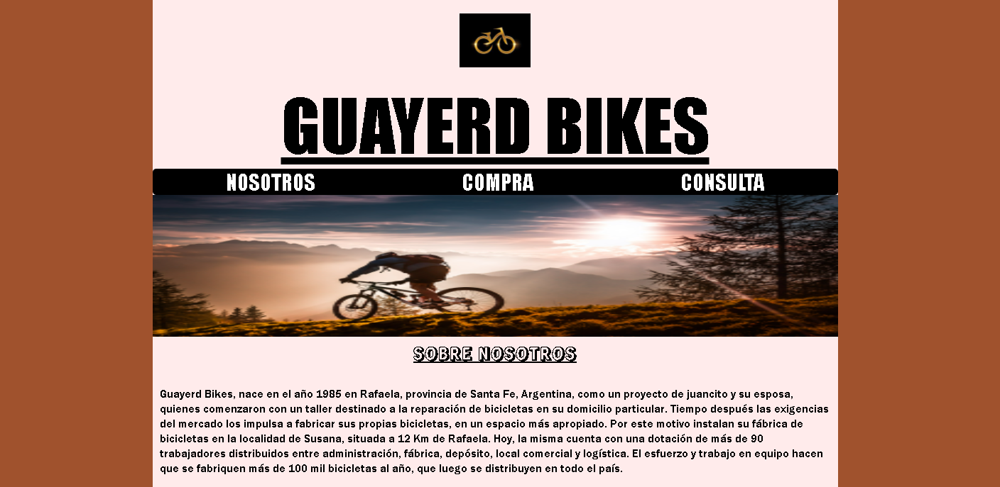 GUAYERD BIKES
NOSOTROS COMPRA CONSULTA
SOBRE NOSOTROS
Guayerd Bikes, nace en el año 1985 en Rafaela, provincia de Santa Fe, Argentina, como un proyecto de juancito y su esposa,
quienes comenzaron con un taller destinado a la reparación de bicicletas en su domicilio particular. Tiempo después las exigencias
del mercado los impulsa a fabricar sus propias bicicletas, en un espacio más apropiado. Por este motivo instalan su fábrica de
bicicletas en la localidad de Susana, situada a 12 Km de Rafaela. Hoy, la misma cuenta con una dotación de más de 90
trabajadores distribuidos entre administración, fábrica, depósito, local comercial y logística. El esfuerzo y trabajo en equipo hacen
que se fabriquen más de 100 mil bicicletas al año, que luego se distribuyen en todo el país.